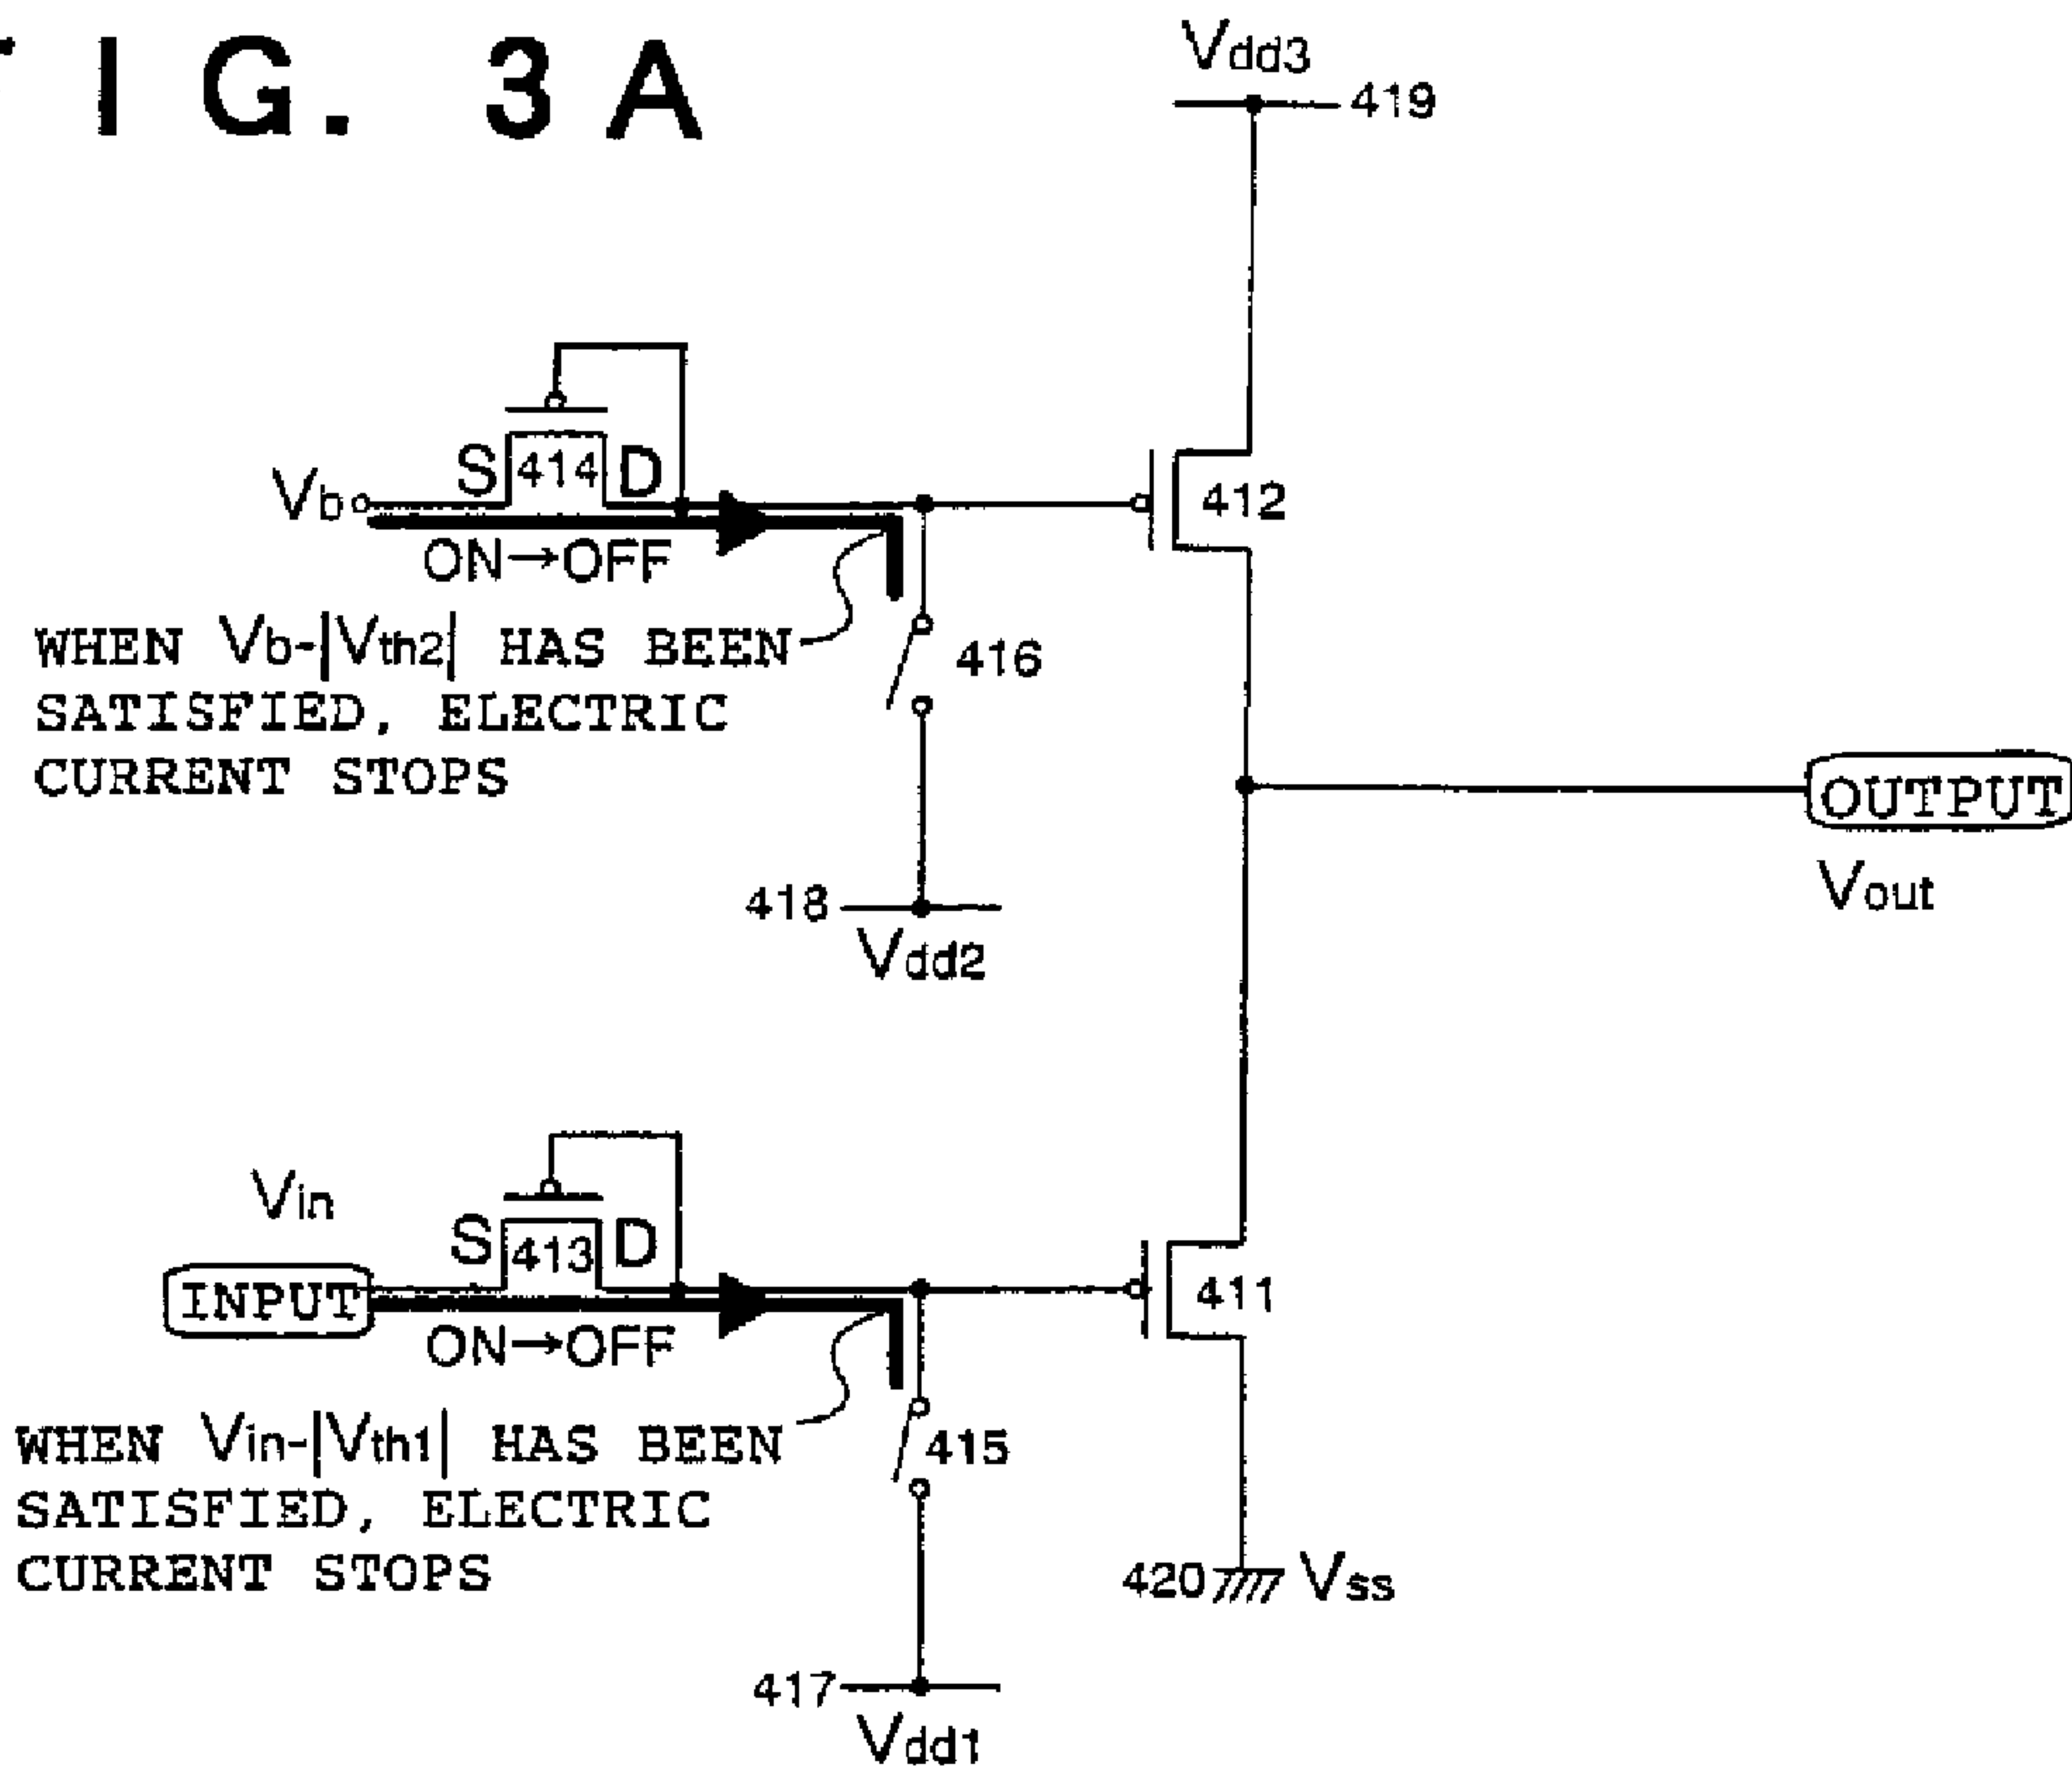 F I G. 3 A
Vdd3
419
S 414 D
Vb
ON→OFF
412
WHEN Vb-|Vth2| HAS BEEN
SATISFIED, ELECTRIC
CURRENT STOPS
416
OUTPUT
Vout
418
Vdd2
Vin
S 413 D
INPUT
ON→OFF
411
WHEN Vin-|Vth1| HAS BEEN
SATISFIED, ELECTRIC
CURRENT STOPS
415
420 Vss
417
Vdd1